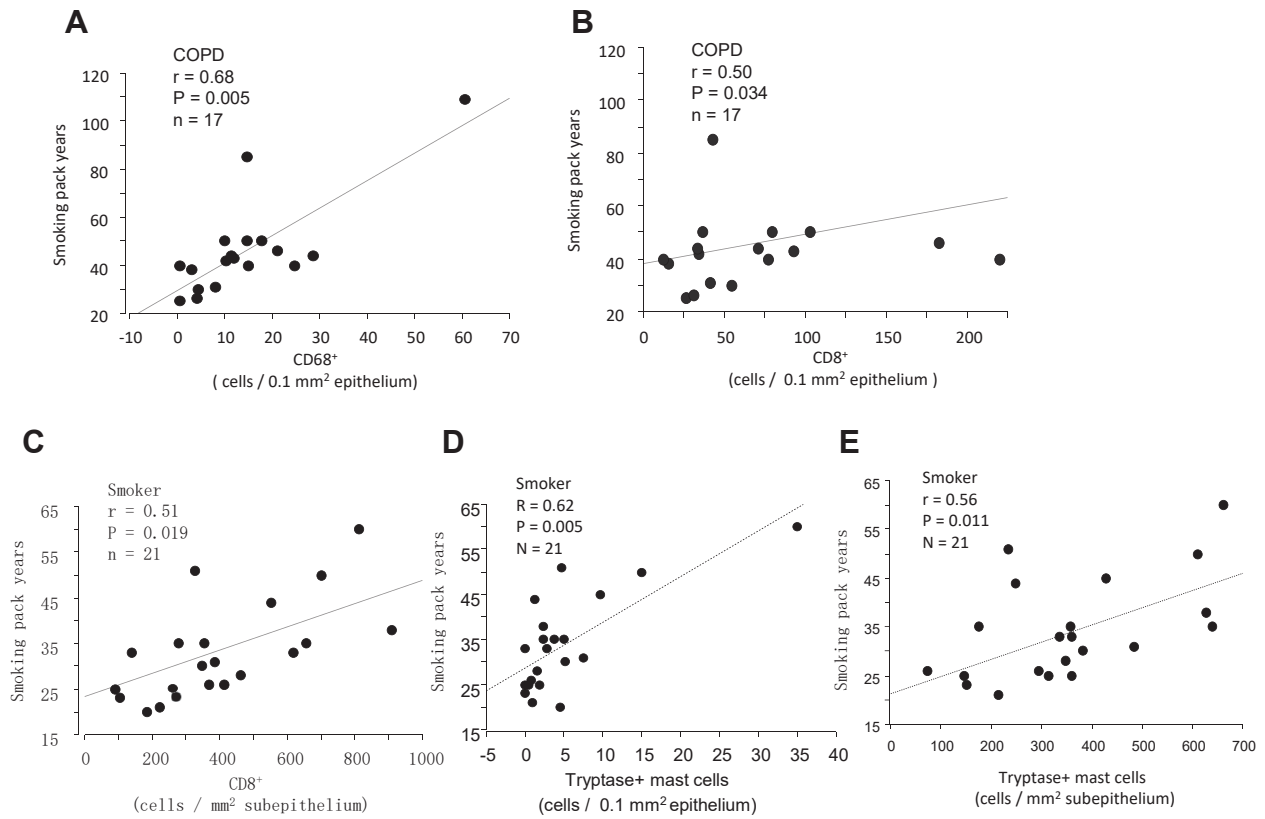 A
COPD
r = 0.68
P = 0.005
n = 17
Smoking pack years
120
100
80
60
40
20
-10 0 10 20 30 40 50 60 70
CD68⁺
( cells / 0.1 mm² epithelium)
B
COPD
r = 0.50
P = 0.034
n = 17
Smoking pack years
120
100
80
60
40
20
0 50 100 150 200
CD8⁺
(cells / 0.1 mm² epithelium )
C
Smoker
r = 0.51
P = 0.019
n = 21
Smoking pack years
65
55
45
35
25
15
0 200 400 600 800 1000
CD8⁺
(cells / mm² subepithelium)
D
Smoker
R = 0.62
P = 0.005
N = 21
Smoking pack years
65
55
45
35
25
15
-5 0 5 10 15 20 25 30 35 40
Tryptase+ mast cells
(cells / 0.1 mm² epithelium)
E
Smoker
r = 0.56
P = 0.011
N = 21
Smoking pack years
65
55
45
35
25
15
0 100 200 300 400 500 600 700
Tryptase+ mast cells
(cells / mm² subepithelium)